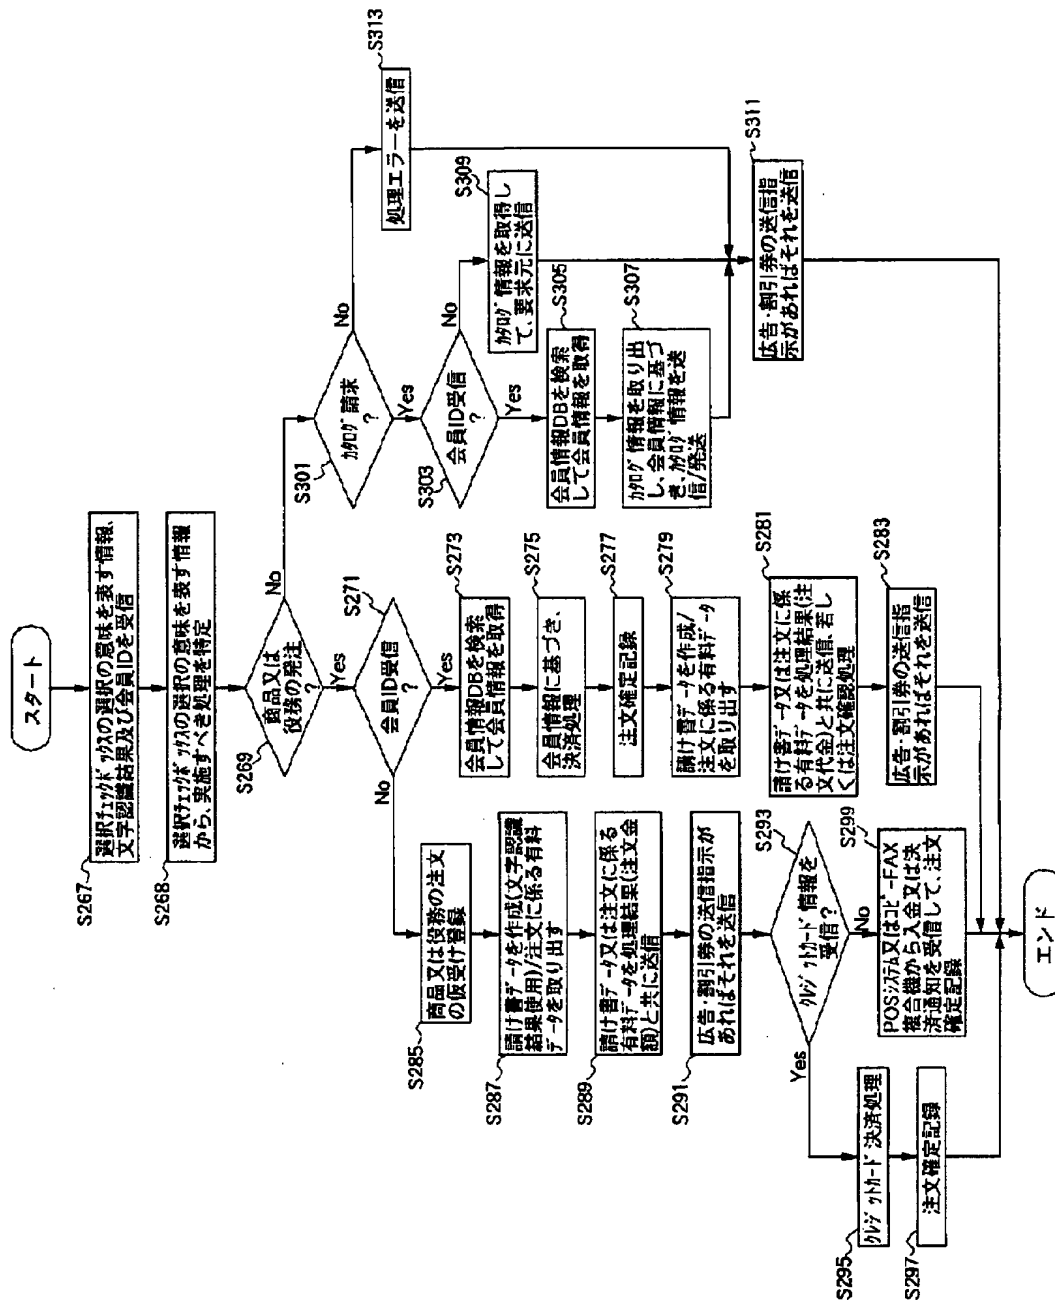 スタート
S267
選択チェックボックスの選択の意味を表す情報、
文字認識結果及び会員IDを受信
S268
選択チェックボックスの選択の意味を表す情報
から、実施すべき処理を特定
S269
商品又は
役務の発注
?
No
Yes
S271
会員ID受信
?
No
Yes
S273
会員情報DBを検索
して会員情報を取得
S275
会員情報に基づき、
決済処理
S277
注文確定記録
S279
請け書データを作成/
注文に係る有料データ
を取り出す
S281
請け書データ又は注文に係
る有料データを処理結果(注
文代金)と共に送信、若し
くは注文確認処理
S283
広告・割引券の送信指
示があればそれを送信
S285
商品又は役務の注文
の仮受け登録
S287
請け書データを作成(文字認識
結果使用)/注文に係る有料
データを取り出す
S289
請け書データ又は注文に係る
有料データを処理結果(注文金
額)と共に送信
S291
広告・割引券の送信指示が
あればそれを送信
S293
クレジットカード情報を
受信?
Yes
No
S295
クレジットカード決済処理
S297
注文確定記録
S299
POSシステム又はコピーFAX
複合機から入金又は決
済通知を受信して、注文
確定記録
S301
カタログ請求
?
No
Yes
S303
会員ID受信
?
No
Yes
S305
会員情報DBを検索
して会員情報を取得
S307
カタログ情報を取り出
し、会員情報に基づ
き、カタログ情報を送
信/発送
S309
カタログ情報を取得し
て、要求元に送信
S313
処理エラーを送信
S311
広告・割引券の送信指
示があればそれを送信
エンド